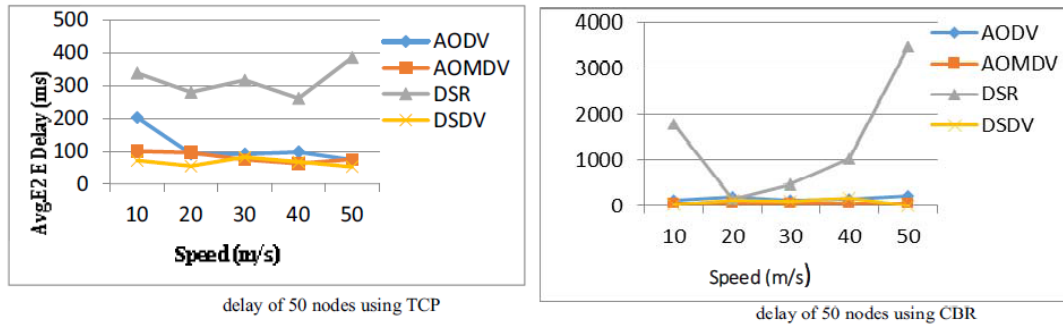 500
400
300
200
100
0
Avg.E2 E Delay (ms)
10 20 30 40 50
Speed (m/s)
AODV
AOMDV
DSR
DSDV
delay of 50 nodes using TCP
4000
3000
2000
1000
0
10 20 30 40 50
Speed (m/s)
AODV
AOMDV
DSR
DSDV
delay of 50 nodes using CBR